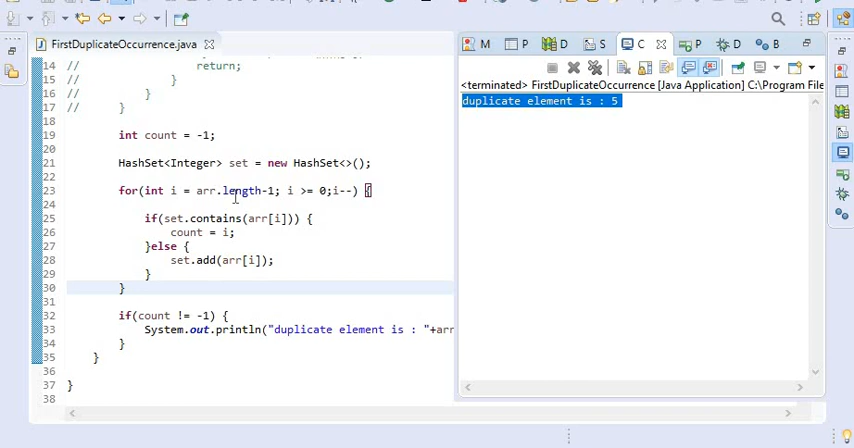 FirstDuplicateOccurrence.java
M
P
D
S
C
P
D
B
14 // return;
15 // }
16 // }
17 // }
18
19 int count = -1;
20
21 HashSet<Integer> set = new HashSet<>();
22
23 for(int i = arr.length-1; i >= 0;i--) {
24
25 if(set.contains(arr[i])) {
26 count = i;
27 }else {
28 set.add(arr[i]);
29 }
30 }
31
32 if(count != -1) {
33 System.out.println("duplicate element is : "+arr
34 }
35 }
36
37 }
38
<terminated> FirstDuplicateOccurrence [Java Application] C:\Program File
duplicate element is : 5